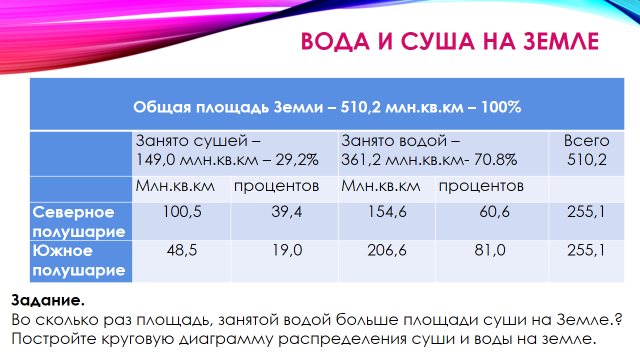 ВОДА И СУША НА ЗЕМЛЕ
Общая площадь Земли – 510,2 млн.кв.км – 100%
Занято сушей – Занято водой – Всего
149,0 млн.кв.км – 29,2% 361,2 млн.кв.км- 70.8% 510,2
Млн.кв.км процентов Млн.кв.км процентов
Северное 100,5 39,4 154,6 60,6 255,1
полушарие
Южное 48,5 19,0 206,6 81,0 255,1
полушарие
Задание.
Во сколько раз площадь, занятой водой больше площади суши на Земле.?
Постройте круговую диаграмму распределения суши и воды на земле.